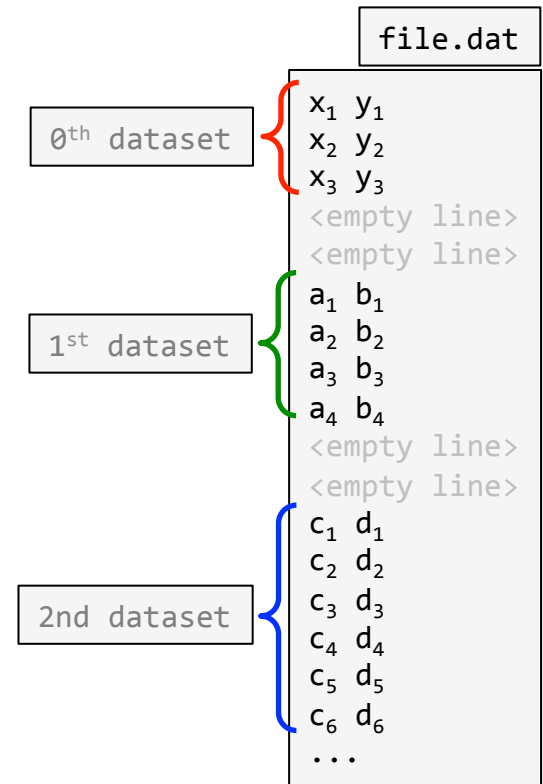 file.dat
0th dataset
x₁ y₁
x₂ y₂
x₃ y₃
<empty line>
<empty line>
1st dataset
a₁ b₁
a₂ b₂
a₃ b₃
a₄ b₄
<empty line>
<empty line>
2nd dataset
c₁ d₁
c₂ d₂
c₃ d₃
c₄ d₄
c₅ d₅
c₆ d₆
...